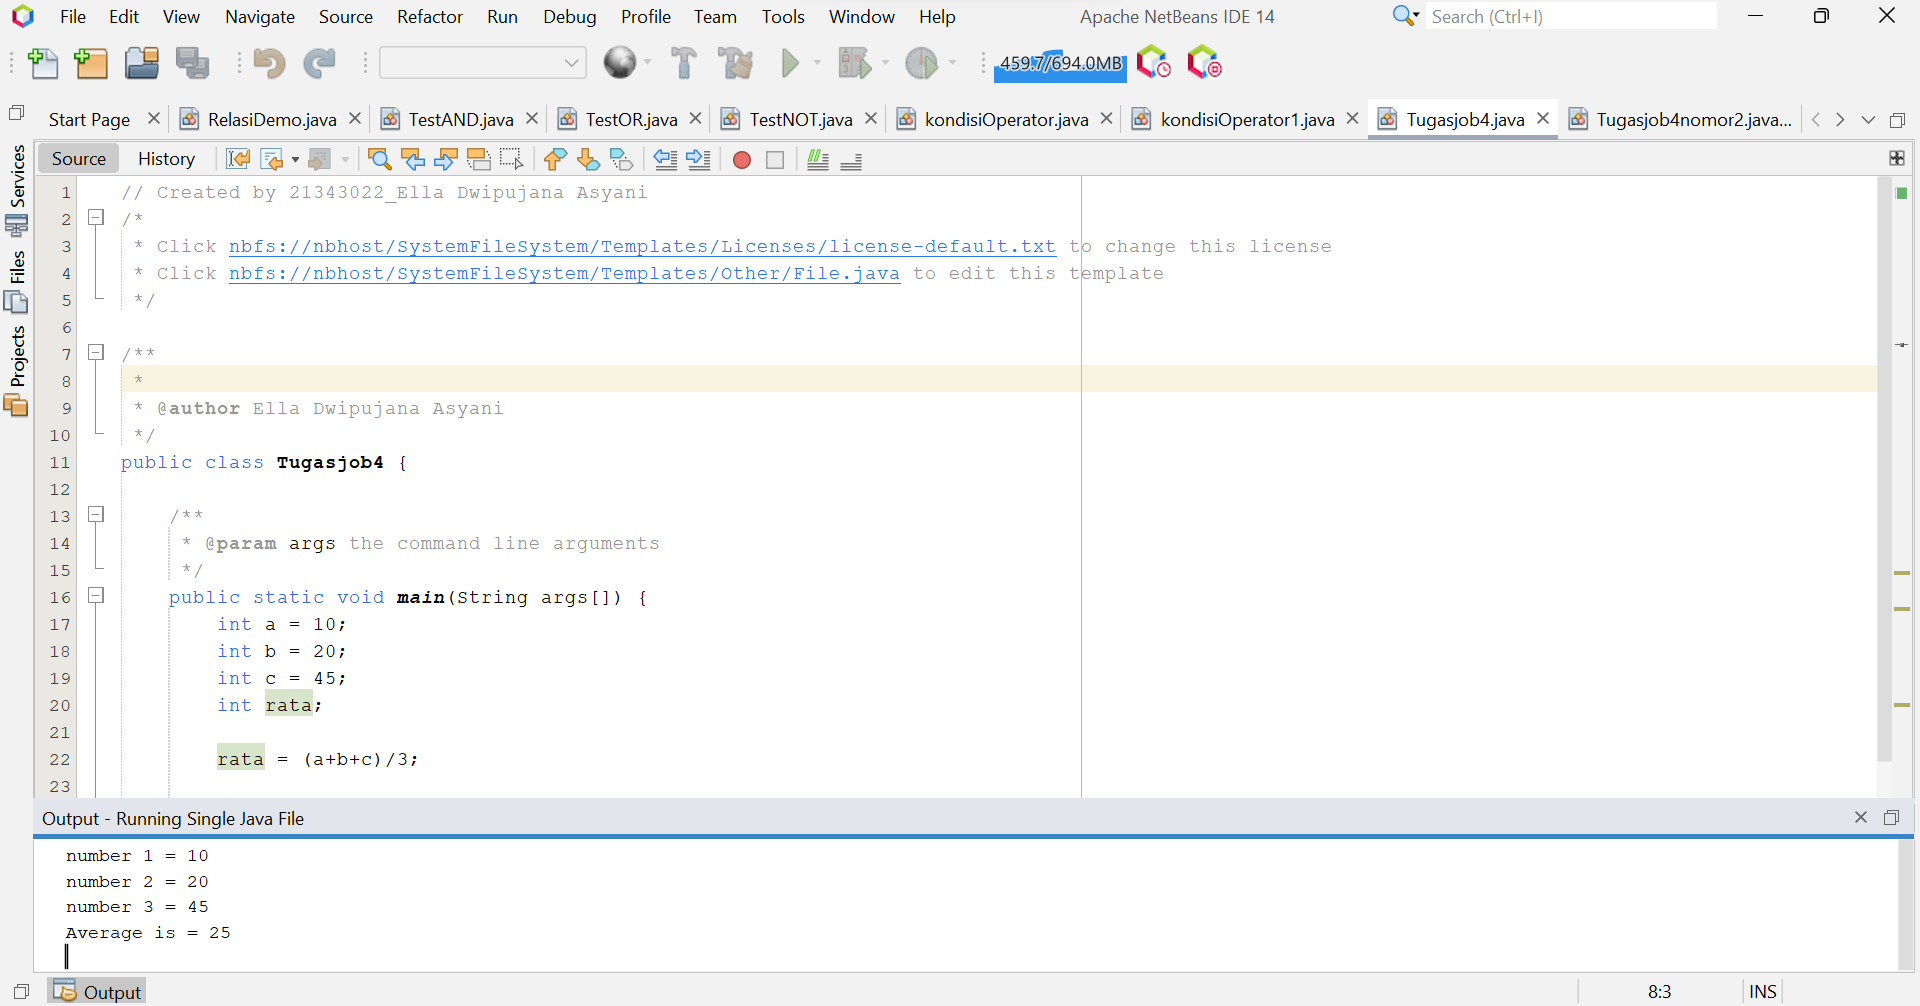 File Edit View Navigate Source Refactor Run Debug Profile Team Tools Window Help Apache NetBeans IDE 14 Search (Ctrl+I)
459.7/694.0MB
Start Page RelasiDemo.java TestAND.java TestOR.java TestNOT.java kondisiOperator.java kondisiOperator1.java Tugasjob4.java Tugasjob4nomor2.java...
Source History
Services
Files
Projects
1 // Created by 21343022_Ella Dwipujana Asyani
2 /*
3 * Click nbfs://nbhost/SystemFileSystem/Templates/Licenses/license-default.txt to change this license
4 * Click nbfs://nbhost/SystemFileSystem/Templates/Other/File.java to edit this template
5 */
6
7 /**
8 *
9 * @author Ella Dwipujana Asyani
10 */
11 public class Tugasjob4 {
12
13 /**
14 * @param args the command line arguments
15 */
16 public static void main(String args[]) {
17 int a = 10;
18 int b = 20;
19 int c = 45;
20 int rata;
21
22 rata = (a+b+c)/3;
23
Output - Running Single Java File
number 1 = 10
number 2 = 20
number 3 = 45
Average is = 25
Output 8:3 INS